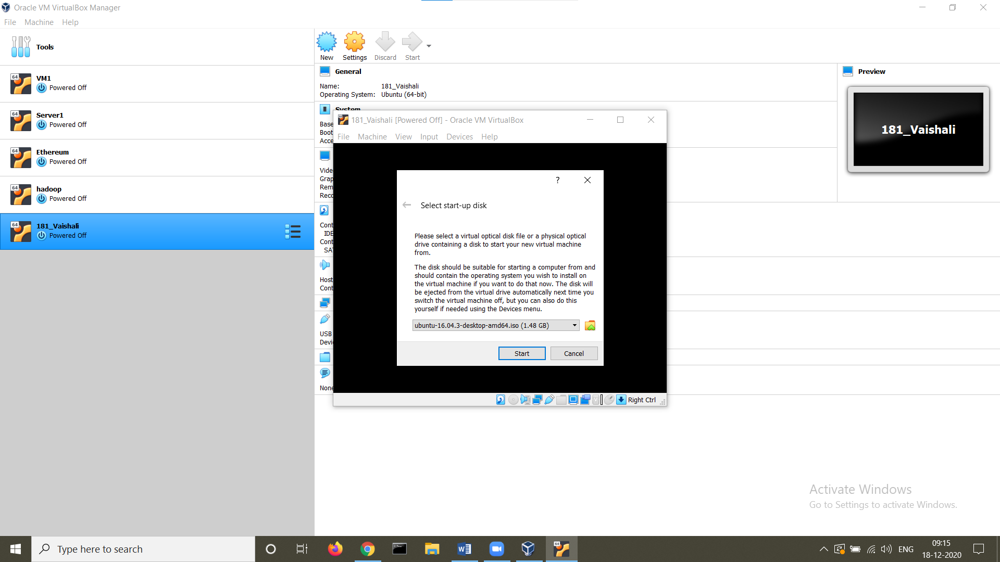 Oracle VM VirtualBox Manager
File Machine Help
Tools
64 VM1
Powered Off
64 Server1
Powered Off
64 Ethereum
Powered Off
64 hadoop
Powered Off
64 181_Vaishali
Powered Off
New Settings Discard Start
General
Name: 181_Vaishali
Operating System: Ubuntu (64-bit)
System
Base
Boot
Acce
Vide
Grap
Rem
Reco
Cont
IDE
Cont
SA
Host
Cont
USB
Devi
None
Preview
181_Vaishali
181_Vaishali [Powered Off] - Oracle VM VirtualBox
File Machine View Input Devices Help
?
Select start-up disk
Please select a virtual optical disk file or a physical optical
drive containing a disk to start your new virtual machine
from.
The disk should be suitable for starting a computer from and
should contain the operating system you wish to install on
the virtual machine if you want to do that now. The disk will
be ejected from the virtual drive automatically next time you
switch the virtual machine off, but you can also do this
yourself if needed using the Devices menu.
ubuntu-16.04.3-desktop-amd64.iso (1.48 GB)
Start Cancel
Right Ctrl
Activate Windows
Go to Settings to activate Windows.
Type here to search
ENG
09:15
18-12-2020